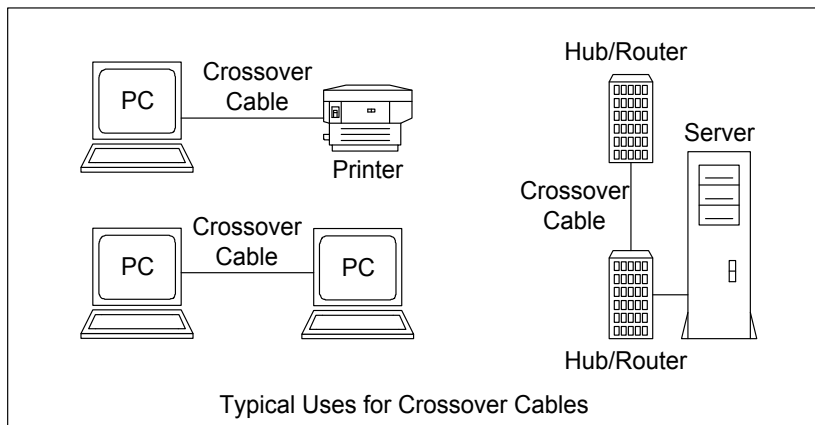 PC
Crossover
Cable
Printer
PC
Crossover
Cable
PC
Hub/Router
Crossover
Cable
Server
Hub/Router
Typical Uses for Crossover Cables